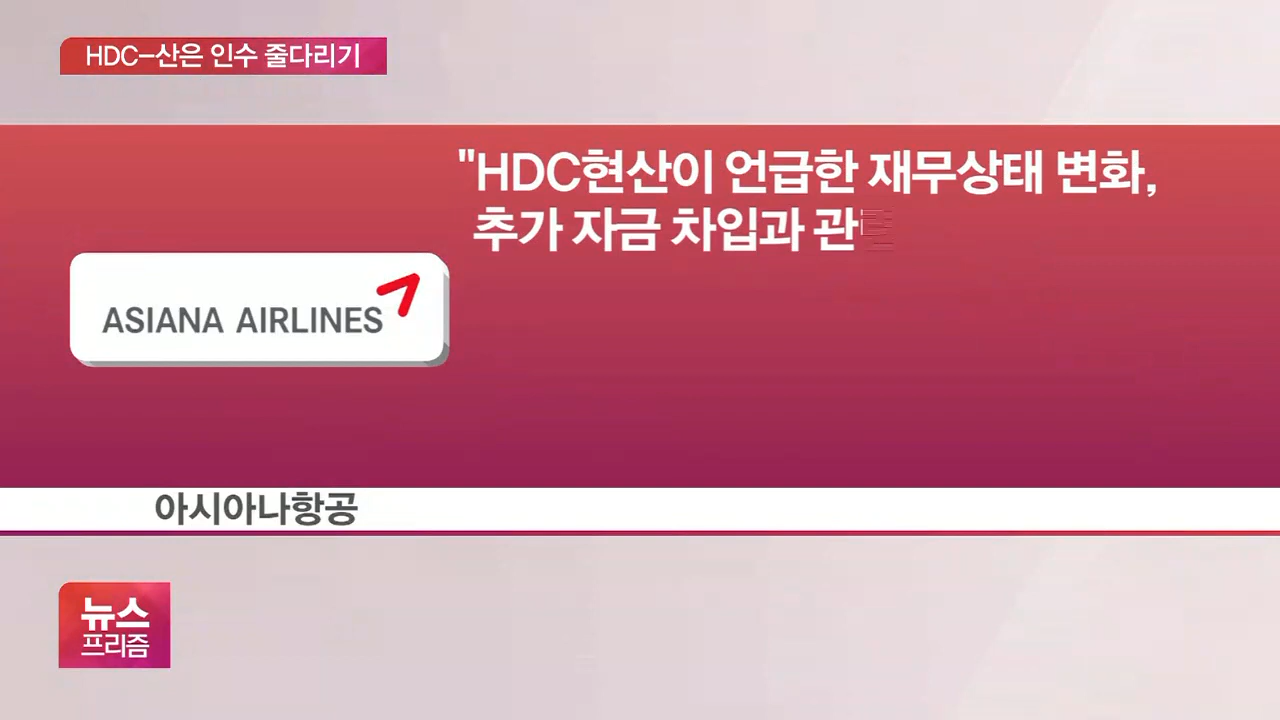 HDC-산은 인수 줄다리기
"HDC현산이 언급한 재무상태 변화,
추가 자금 차입과
ASIANA AIRLINES
아시아나항공
뉴스
프리즘